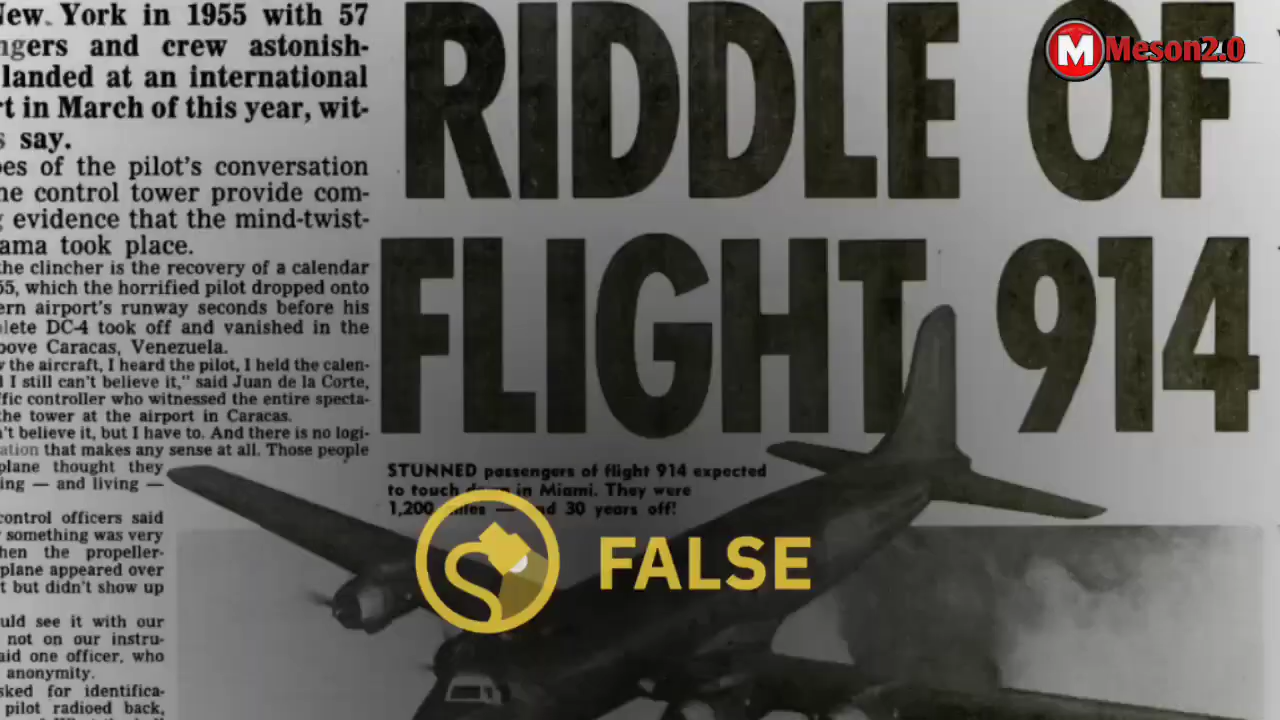 New York in 1955 with 57
ngers and crew astonish-
landed at an international
rt in March of this year, wit-
s say.
pes of the pilot's conversation
he control tower provide com-
g evidence that the mind-twist-
ama took place.
the clincher is the recovery of a calendar
55, which the horrified pilot dropped onto
ern airport's runway seconds before his
plete DC-4 took off and vanished in the
bove Caracas, Venezuela.
w the aircraft, I heard the pilot, I held the calen-
d I still can't believe it," said Juan de la Corte,
ffic controller who witnessed the entire specta-
the tower at the airport in Caracas.
n't believe it, but I have to. And there is no logi-
ation that makes any sense at all. Those people
plane thought they
ing — and living —
control officers said
something was very
hen the propeller-
plane appeared over
t but didn't show up
uld see it with our
not on our instru-
aid one officer, who
anonymity.
sked for identifica-
pilot radioed back,
RIDDLE OF
FLIGHT 914
STUNNED passengers of flight 914 expected
to touch down in Miami. They were
1,200 miles — and 30 years off!
FALSE
M Meson2.0